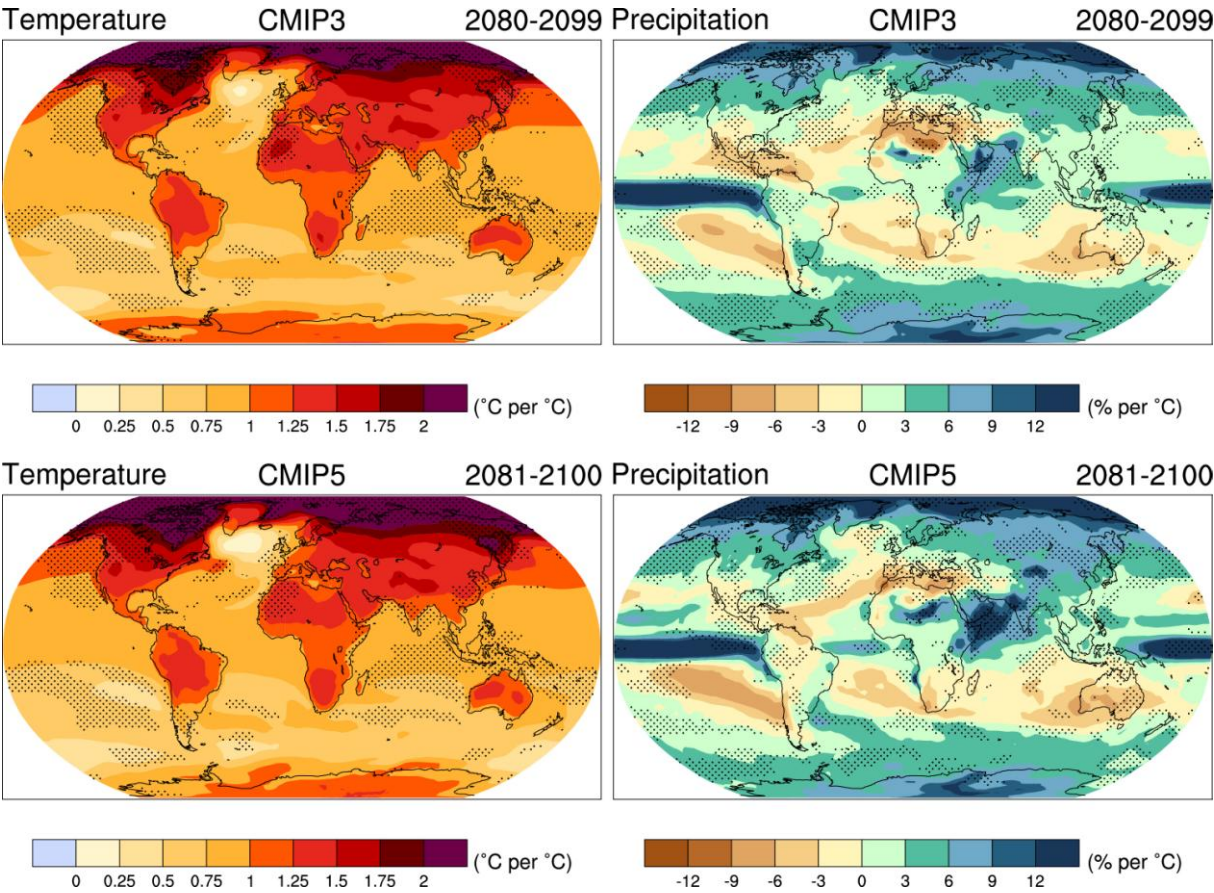 Temperature CMIP3 2080-2099
Precipitation CMIP3 2080-2099
0 0.25 0.5 0.75 1 1.25 1.5 1.75 2 (°C per °C)
-12 -9 -6 -3 0 3 6 9 12 (% per °C)
Temperature CMIP5 2081-2100
Precipitation CMIP5 2081-2100
0 0.25 0.5 0.75 1 1.25 1.5 1.75 2 (°C per °C)
-12 -9 -6 -3 0 3 6 9 12 (% per °C)